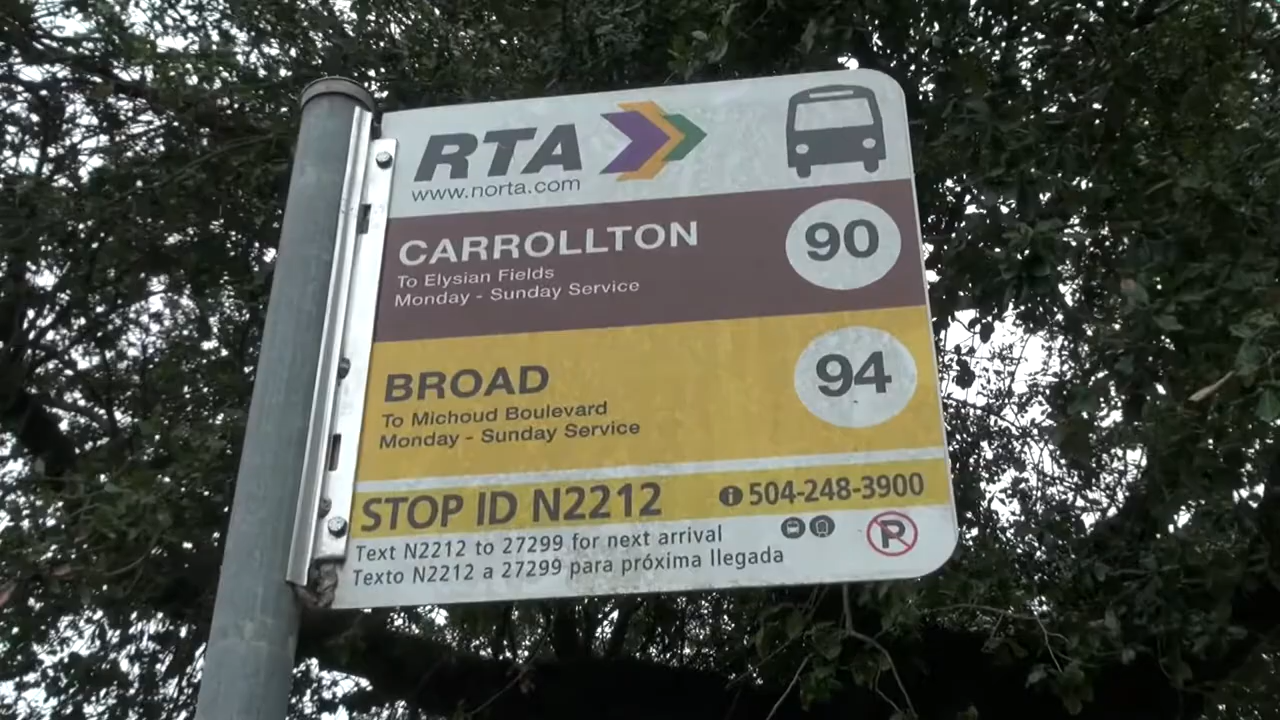 RTA
www.norta.com
CARROLLTON 90
To Elysian Fields
Monday - Sunday Service
BROAD 94
To Michoud Boulevard
Monday - Sunday Service
STOP ID N2212 i 504-248-3900
Text N2212 to 27299 for next arrival
Texto N2212 a 27299 para próxima llegada
P